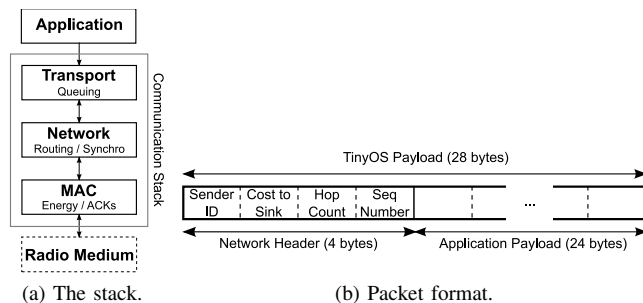 Application
Transport
Queuing
Network
Routing / Synchro
MAC
Energy / ACKs
Radio Medium
Communication Stack
(a) The stack.
TinyOS Payload (28 bytes)
Sender Cost to Hop Seq
ID Sink Count Number ...
Network Header (4 bytes) Application Payload (24 bytes)
(b) Packet format.